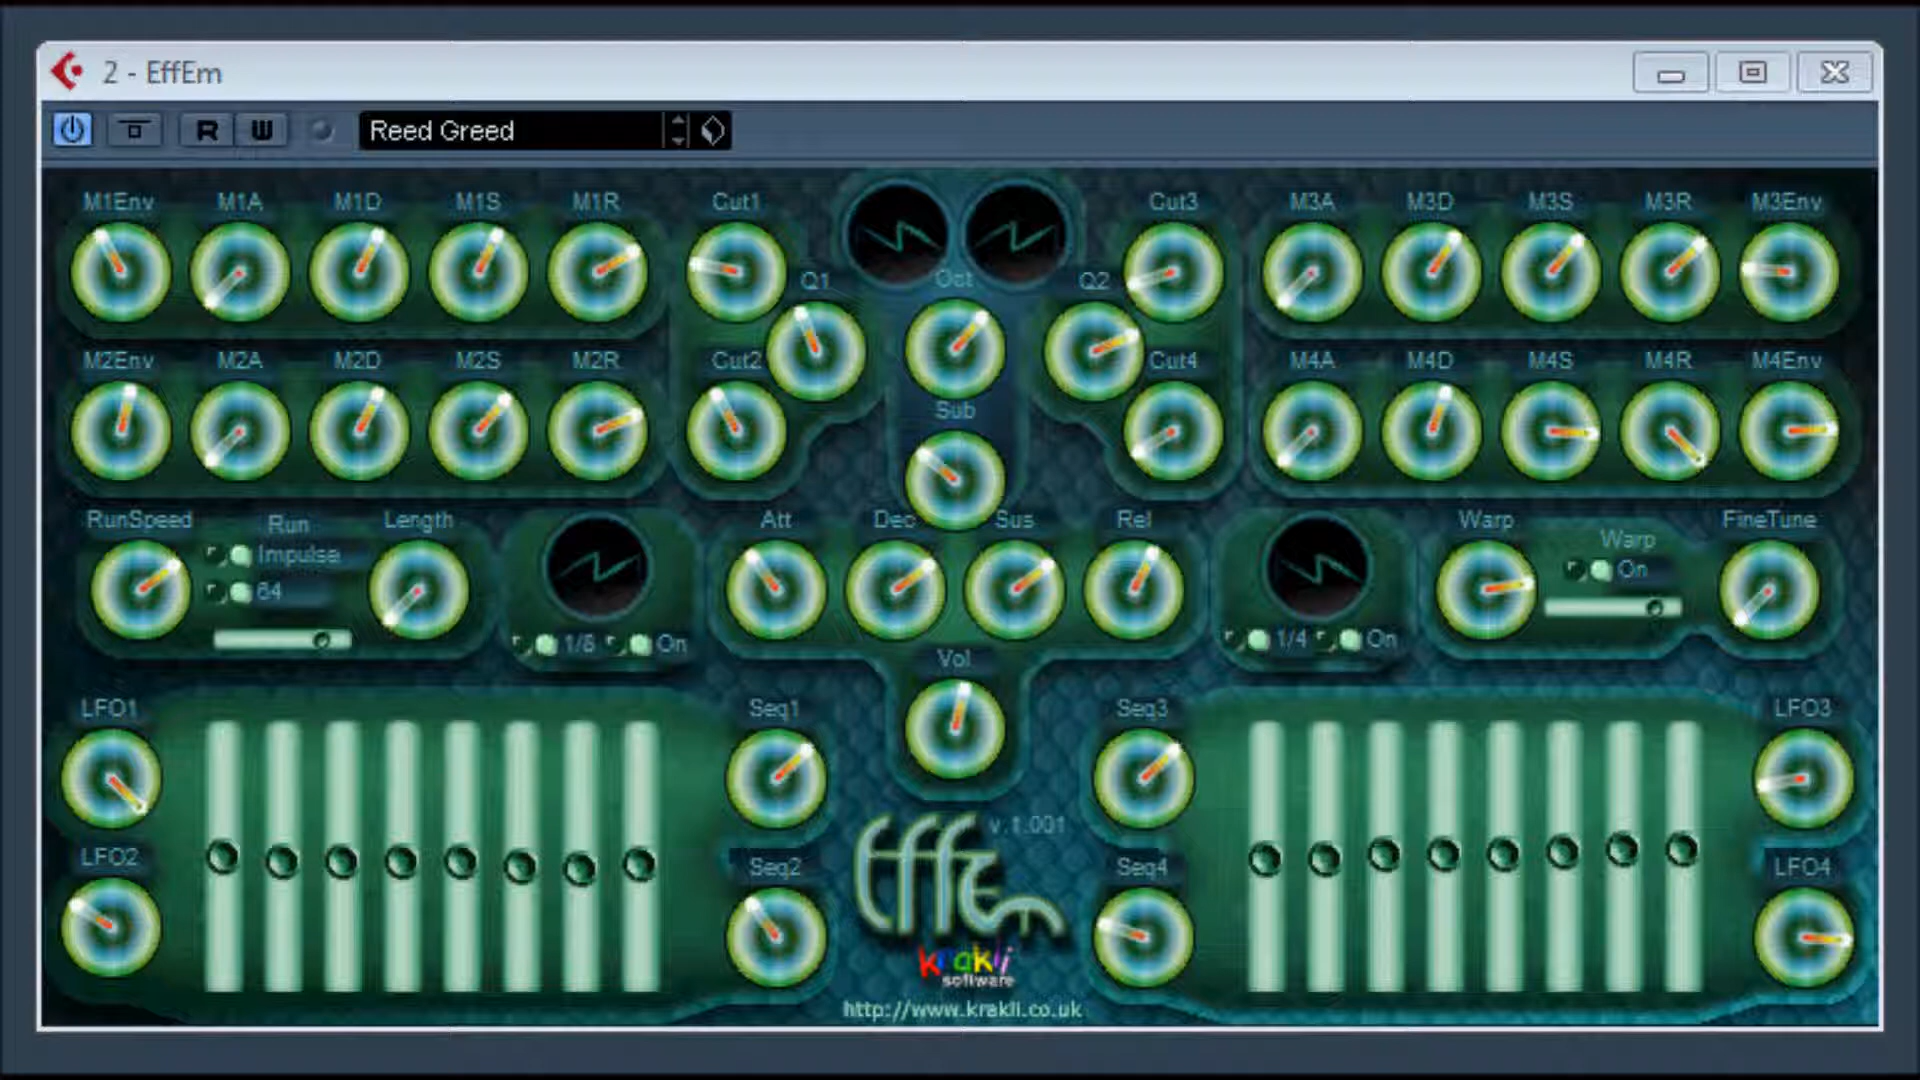 2 - EffEm
R W Reed Greed
M1Env M1A M1D M1S M1R Cut1 Cut3 M3A M3D M3S M3R M3Env
Q1 Oct Q2
M2Env M2A M2D M2S M2R Cut2 Cut4 M4A M4D M4S M4R M4Env
Sub
RunSpeed Run Length Att Dec Sus Rel Warp Warp FineTune
Impulse On
64
1/8 On 1/4 On
Vol
LFO1 Seq1 Seq3 LFO3
EffEm v.1.001
LFO2 Seq2 Seq4 LFO4
krakli
software
http://www.krakli.co.uk